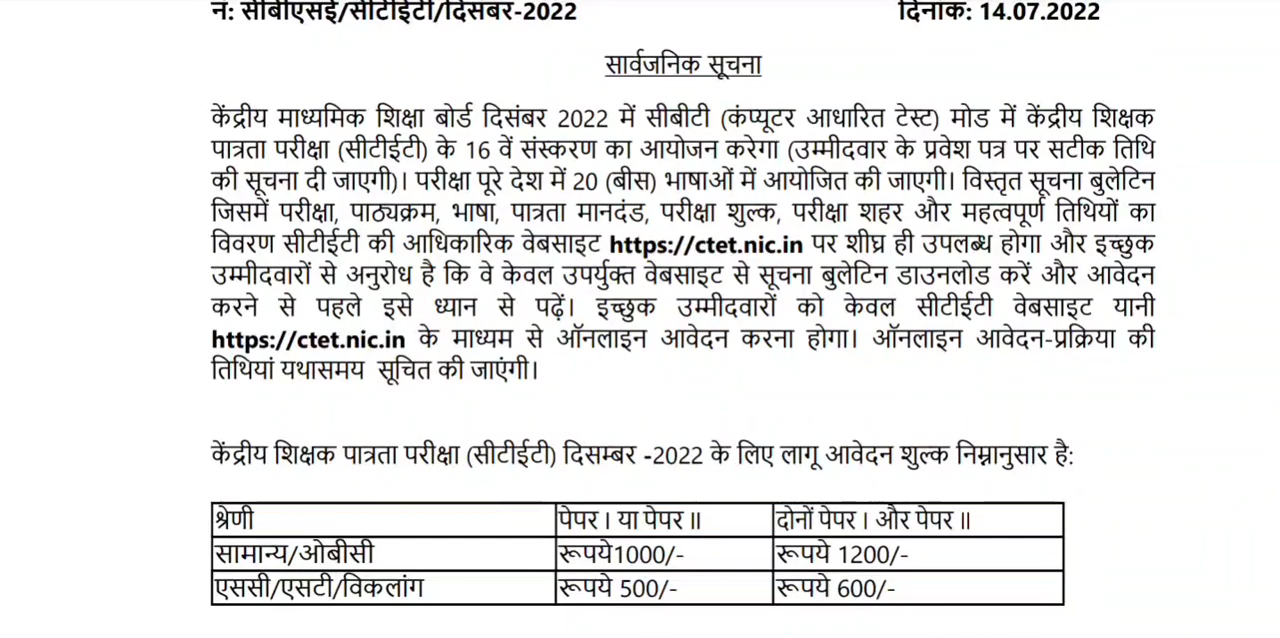 न: सीबीएसई/सीटीईटी/दिसंबर-2022 दिनाक: 14.07.2022
सार्वजनिक सूचना
केंद्रीय माध्यमिक शिक्षा बोर्ड दिसंबर 2022 में सीबीटी (कंप्यूटर आधारित टेस्ट) मोड में केंद्रीय शिक्षक
पात्रता परीक्षा (सीटीईटी) के 16 वें संस्करण का आयोजन करेगा (उम्मीदवार के प्रवेश पत्र पर सटीक तिथि
की सूचना दी जाएगी)। परीक्षा पूरे देश में 20 (बीस) भाषाओं में आयोजित की जाएगी। विस्तृत सूचना बुलेटिन
जिसमें परीक्षा, पाठ्यक्रम, भाषा, पात्रता मानदंड, परीक्षा शुल्क, परीक्षा शहर और महत्वपूर्ण तिथियों का
विवरण सीटीईटी की आधिकारिक वेबसाइट https://ctet.nic.in पर शीघ्र ही उपलब्ध होगा और इच्छुक
उम्मीदवारों से अनुरोध है कि वे केवल उपर्युक्त वेबसाइट से सूचना बुलेटिन डाउनलोड करें और आवेदन
करने से पहले इसे ध्यान से पढ़ें। इच्छुक उम्मीदवारों को केवल सीटीईटी वेबसाइट यानी
https://ctet.nic.in के माध्यम से ऑनलाइन आवेदन करना होगा। ऑनलाइन आवेदन-प्रक्रिया की
तिथियां यथासमय सूचित की जाएंगी।
केंद्रीय शिक्षक पात्रता परीक्षा (सीटीईटी) दिसम्बर -2022 के लिए लागू आवेदन शुल्क निम्नानुसार है:
श्रेणी पेपर । या पेपर ॥ दोनों पेपर । और पेपर ॥
सामान्य/ओबीसी रूपये1000/- रूपये 1200/-
एससी/एसटी/विकलांग रूपये 500/- रूपये 600/-